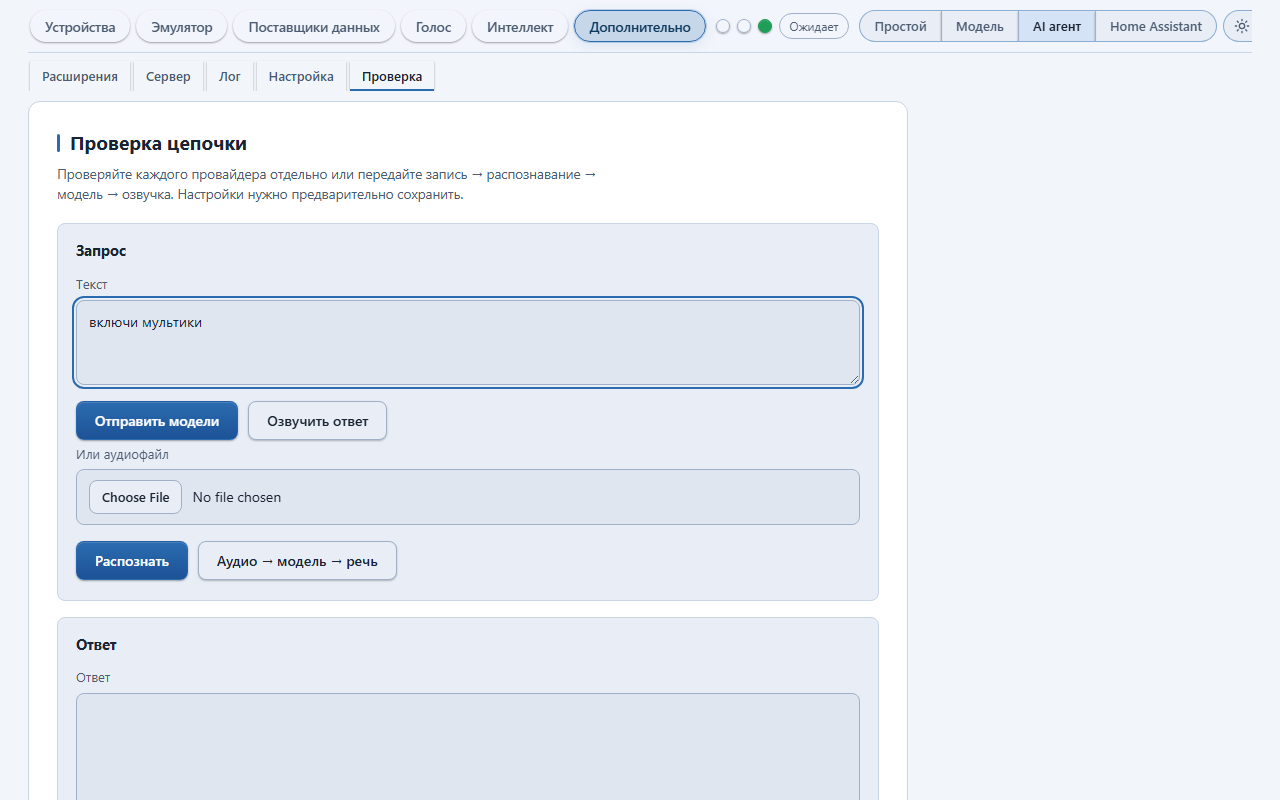 Устройства Эмулятор Поставщики данных Голос Интеллект Дополнительно Ожидает Простой Модель AI агент Home Assistant
Расширения Сервер Лог Настройка Проверка
Проверка цепочки
Проверяйте каждого провайдера отдельно или передайте запись → распознавание →
модель → озвучка. Настройки нужно предварительно сохранить.
Запрос
Текст
включи мультики
Отправить модели Озвучить ответ
Или аудиофайл
Choose File No file chosen
Распознать Аудио → модель → речь
Ответ
Ответ